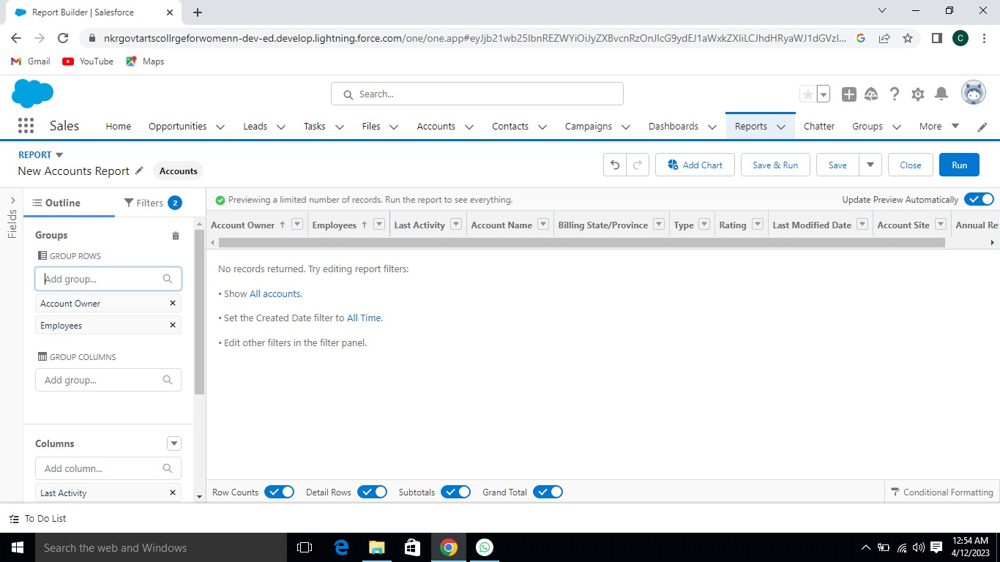 Report Builder | Salesforce
nkrgovtartscollrgeforwomenn-dev-ed.develop.lightning.force.com/one/one.app#
C
Gmail YouTube Maps
Search...
Sales Home Opportunities Leads Tasks Files Accounts Contacts Campaigns Dashboards Reports Chatter Groups More
REPORT
New Accounts Report Accounts
Add Chart Save & Run Save Close Run
Fields
Outline Filters 2
Previewing a limited number of records. Run the report to see everything. Update Preview Automatically
Account Owner Employees Last Activity Account Name Billing State/Province Type Rating Last Modified Date Account Site Annual Re
Groups
GROUP ROWS
Add group...
Account Owner
Employees
GROUP COLUMNS
Add group...
Columns
Add column...
Last Activity
No records returned. Try editing report filters:
• Show All accounts.
• Set the Created Date filter to All Time.
• Edit other filters in the filter panel.
Row Counts Detail Rows Subtotals Grand Total Conditional Formatting
To Do List
Search the web and Windows
12:54 AM
4/12/2023